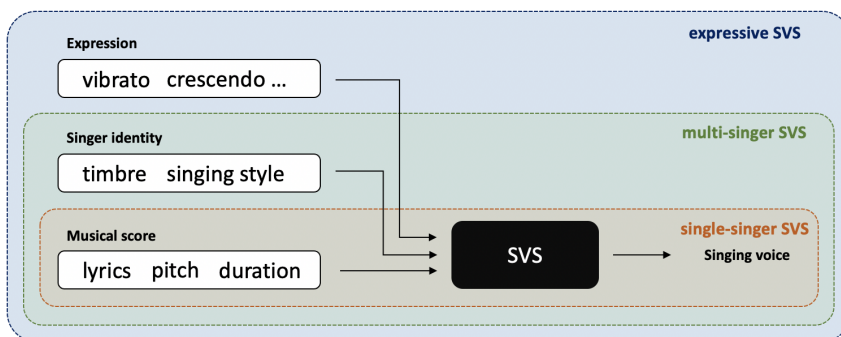 expressive SVS
Expression
vibrato crescendo ...
multi-singer SVS
Singer identity
timbre singing style
single-singer SVS
Musical score
SVS
Singing voice
lyrics pitch duration